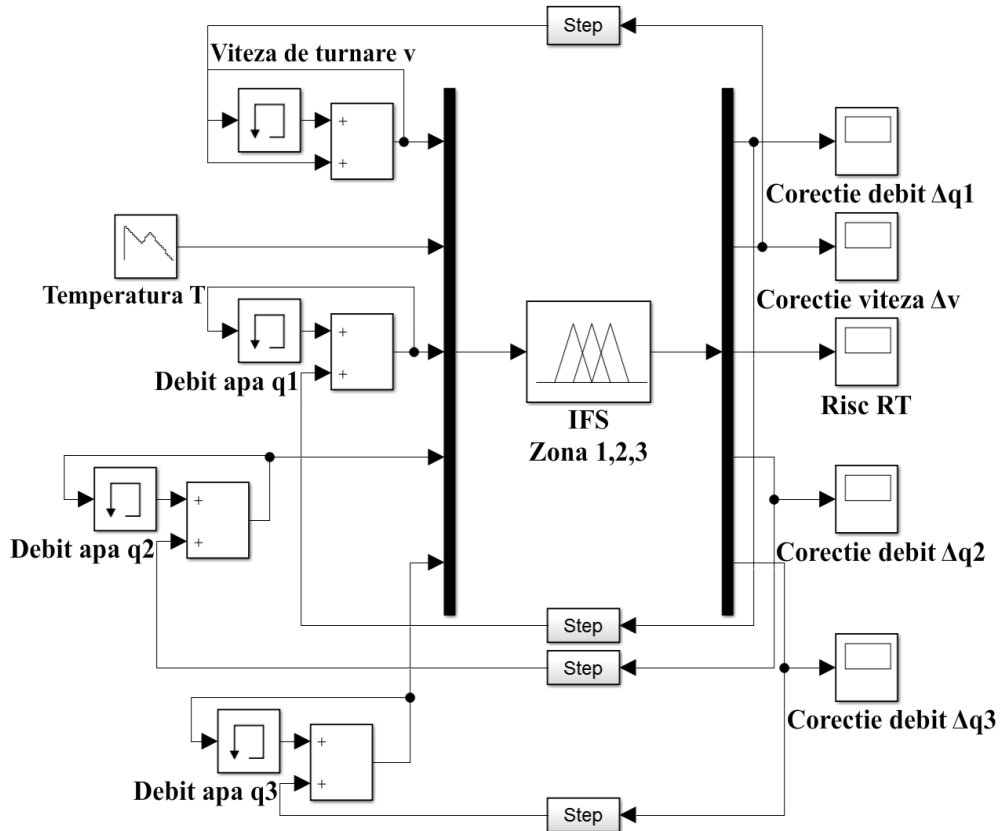 Step
Viteza de turnare v
+
+
Corectie debit Δq1
Temperatura T
Corectie viteza Δv
+
+
Debit apa q1
IFS
Zona 1,2,3
Risc RT
+
+
Debit apa q2
Corectie debit Δq2
Step
Step
Corectie debit Δq3
+
+
Debit apa q3
Step